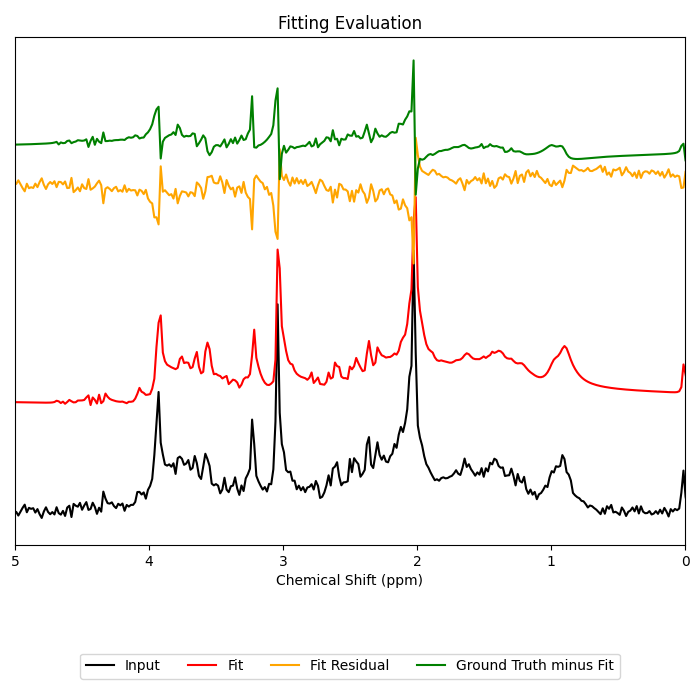 Fitting Evaluation
5 4 3 2 1 0
Chemical Shift (ppm)
Input Fit Fit Residual Ground Truth minus Fit